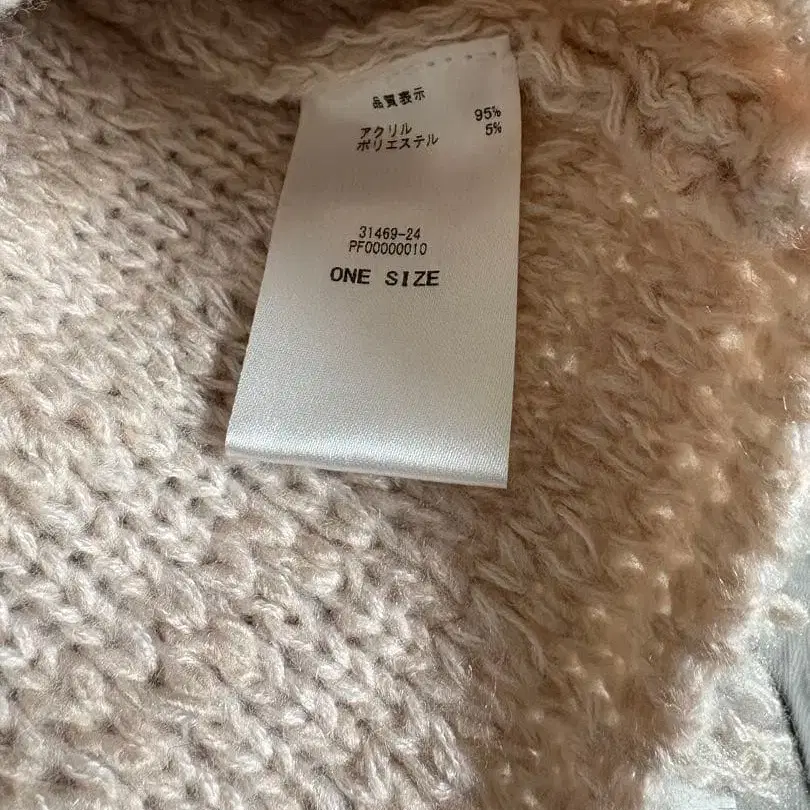 品質表示
アクリル 95%
ポリエステル 5%
31469-24
PF00000010
ONE SIZE